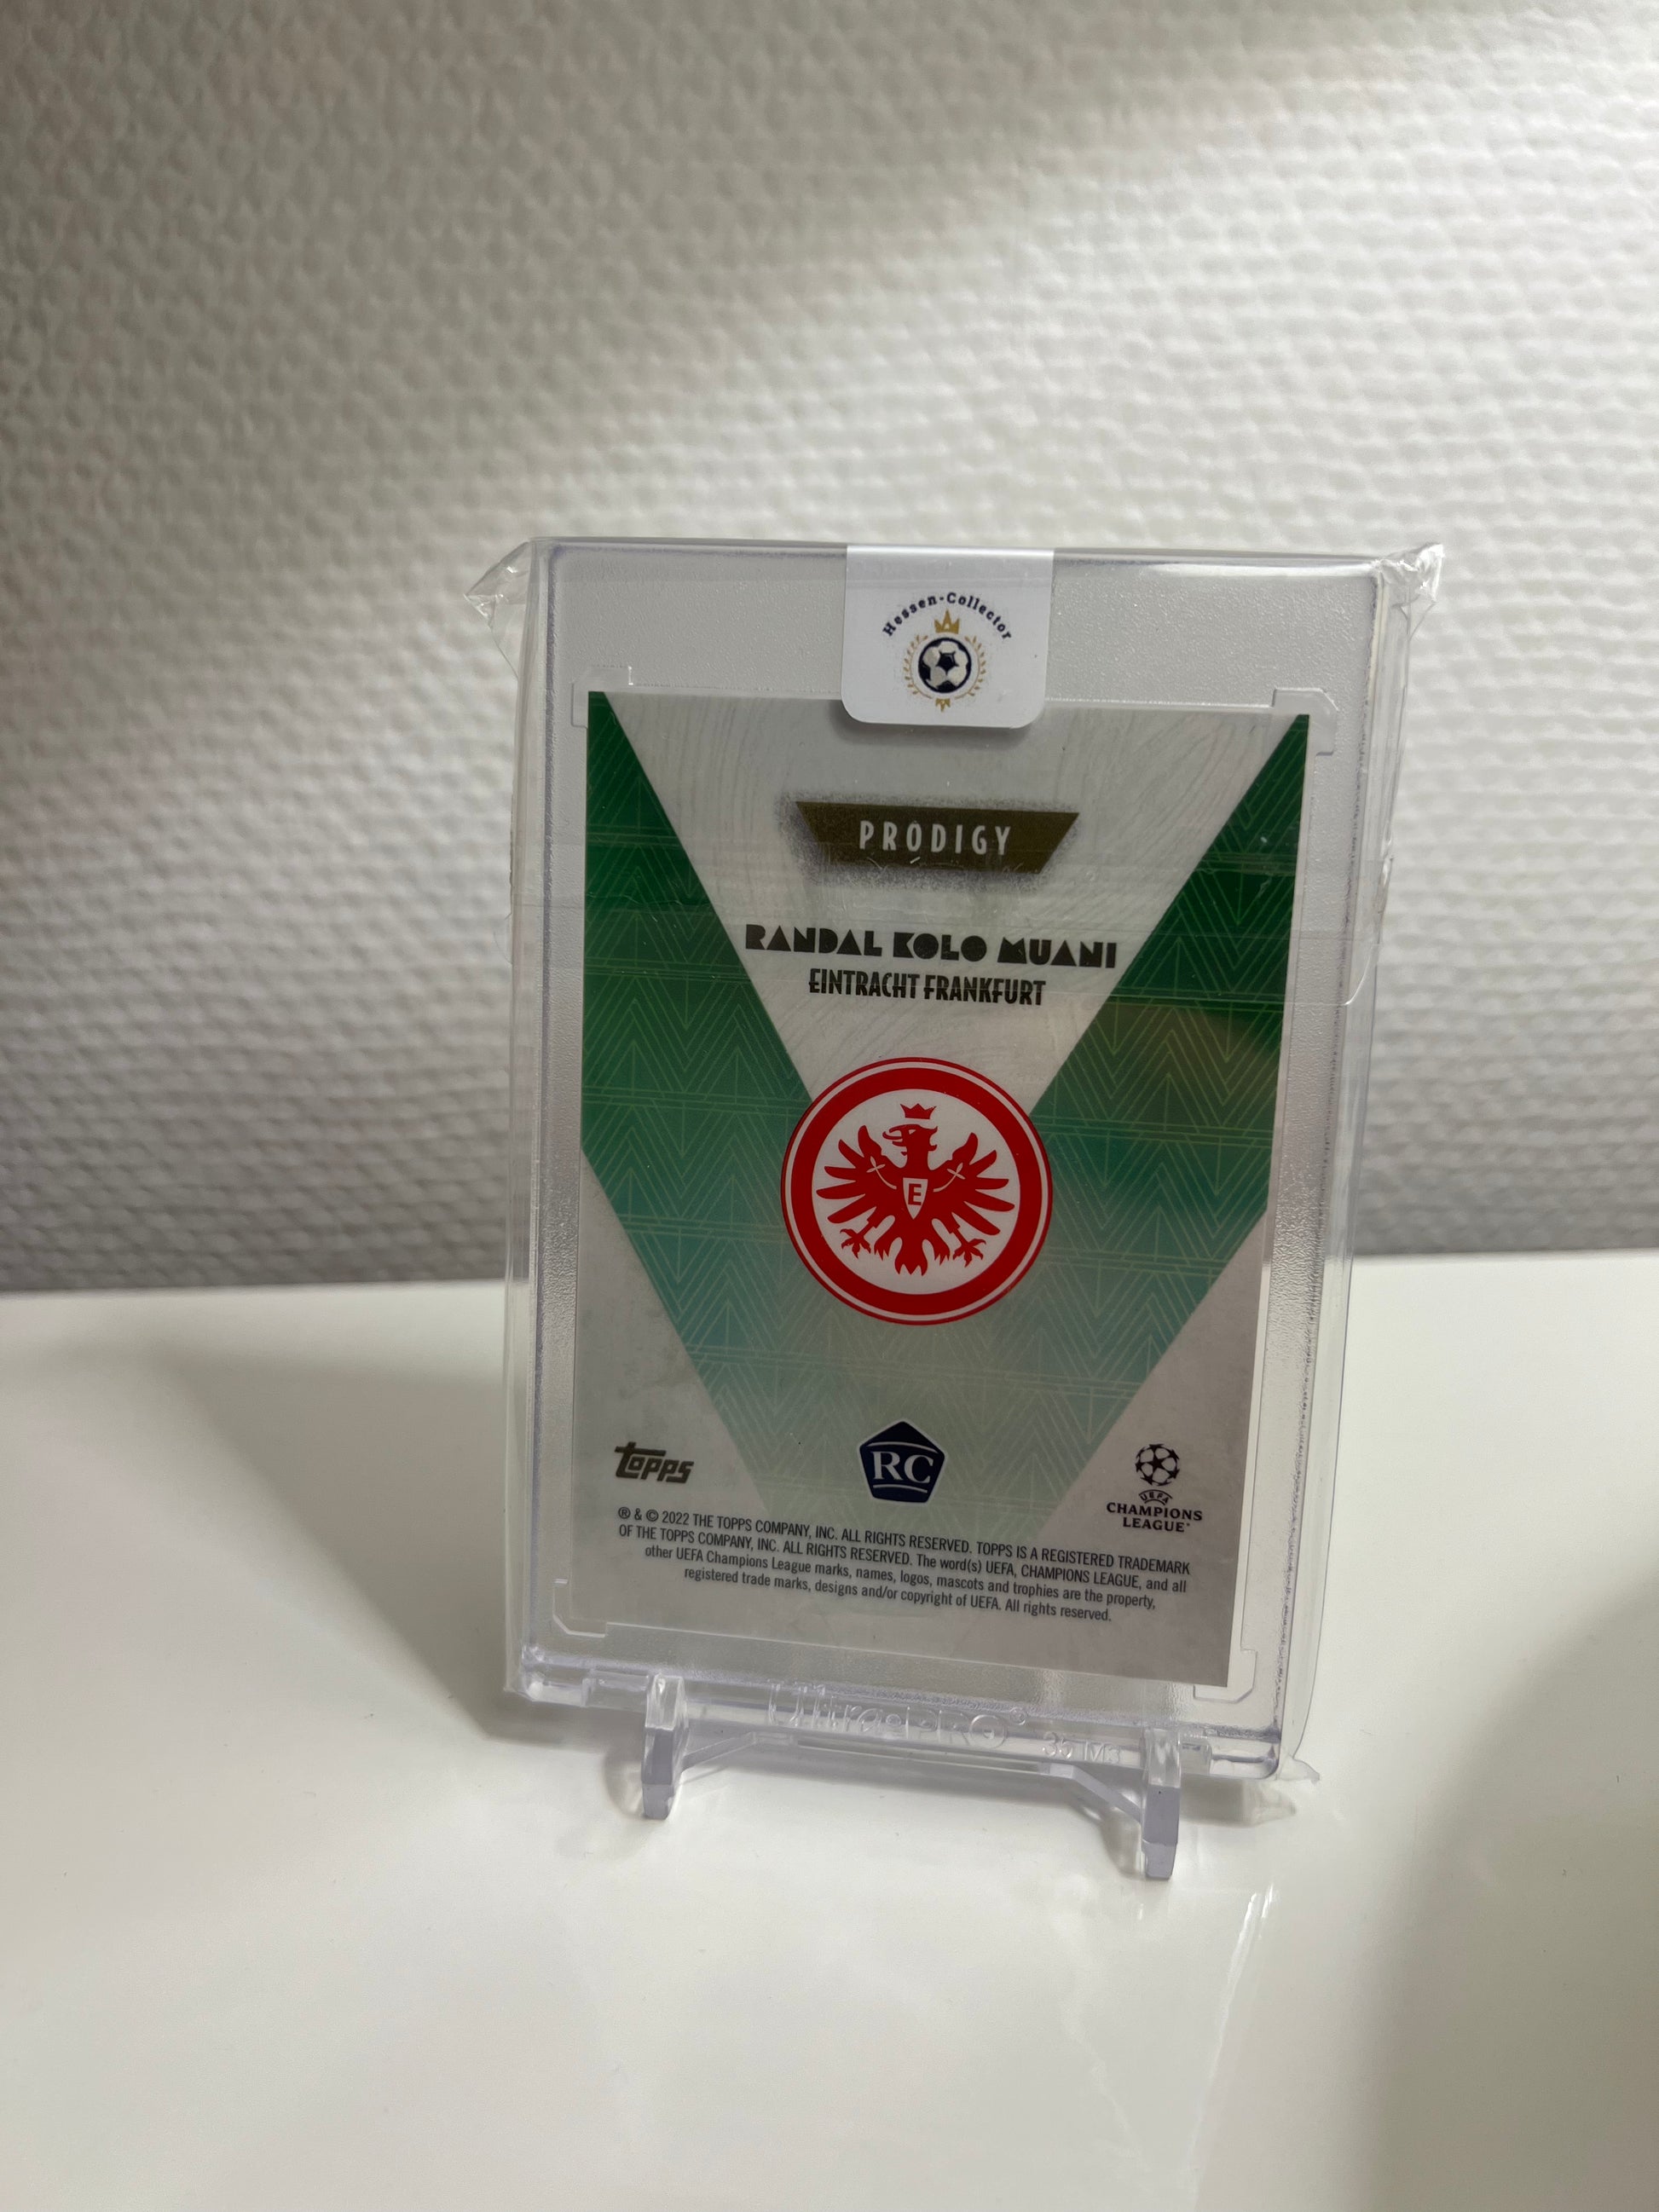 Hessen-Collector
PRODIGY
RANDAL KOLO MUANI
EINTRACHT FRANKFURT
E
topps
RC
UEFA
CHAMPIONS
LEAGUE®
® & © 2022 THE TOPPS COMPANY, INC. ALL RIGHTS RESERVED. TOPPS IS A REGISTERED TRADEMARK
OF THE TOPPS COMPANY, INC. ALL RIGHTS RESERVED. The word(s) UEFA, CHAMPIONS LEAGUE, and all
other UEFA Champions League marks, names, logos, mascots and trophies are the property,
registered trade marks, designs and/or copyright of UEFA. All rights reserved.
Ultra•PRO®